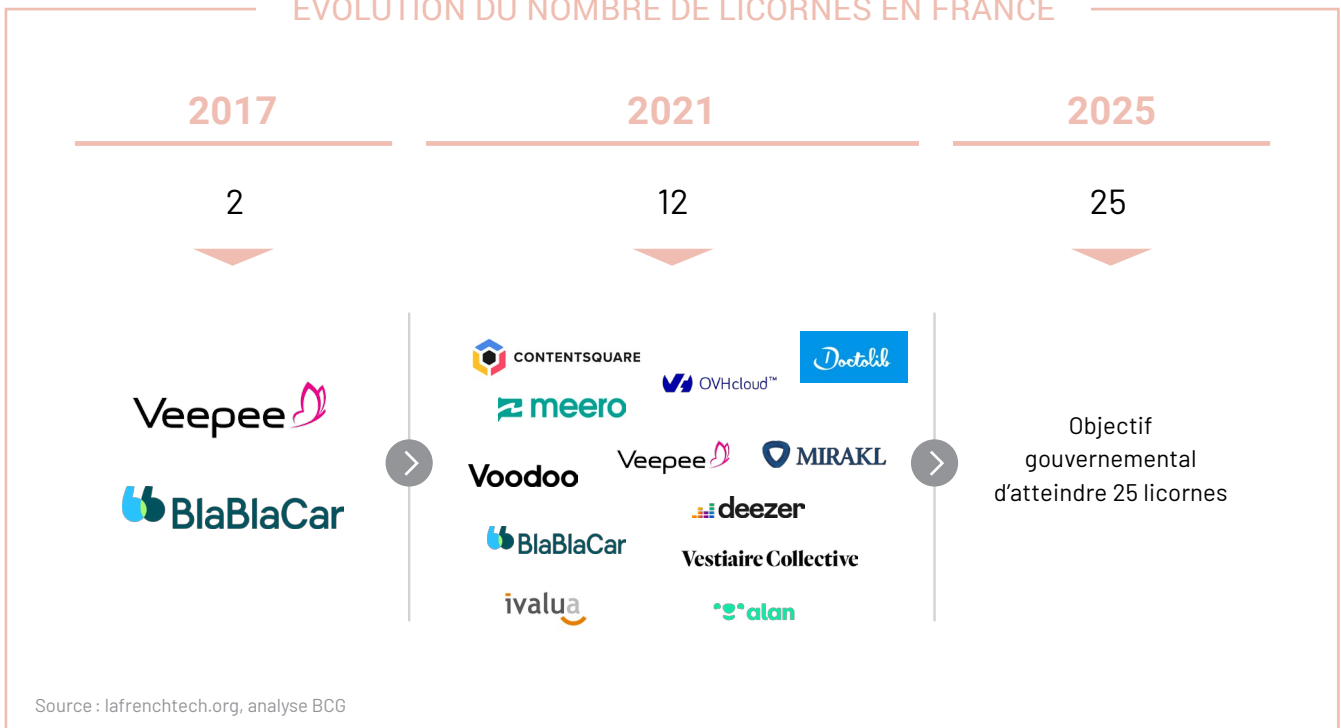 EVOLUTION DU NOMBRE DE LICORNES EN FRANCE
2017
2021
2025
2
12
25
Veepee
BlaBlaCar
CONTENTSQUARE
OVHcloud™
Doctolib
meero
Voodoo
Veepee
MIRAKL
deezer
BlaBlaCar
Vestiaire Collective
ivalua
alan
Objectif
gouvernemental
d'atteindre 25 licornes
Source : lafrenchtech.org, analyse BCG